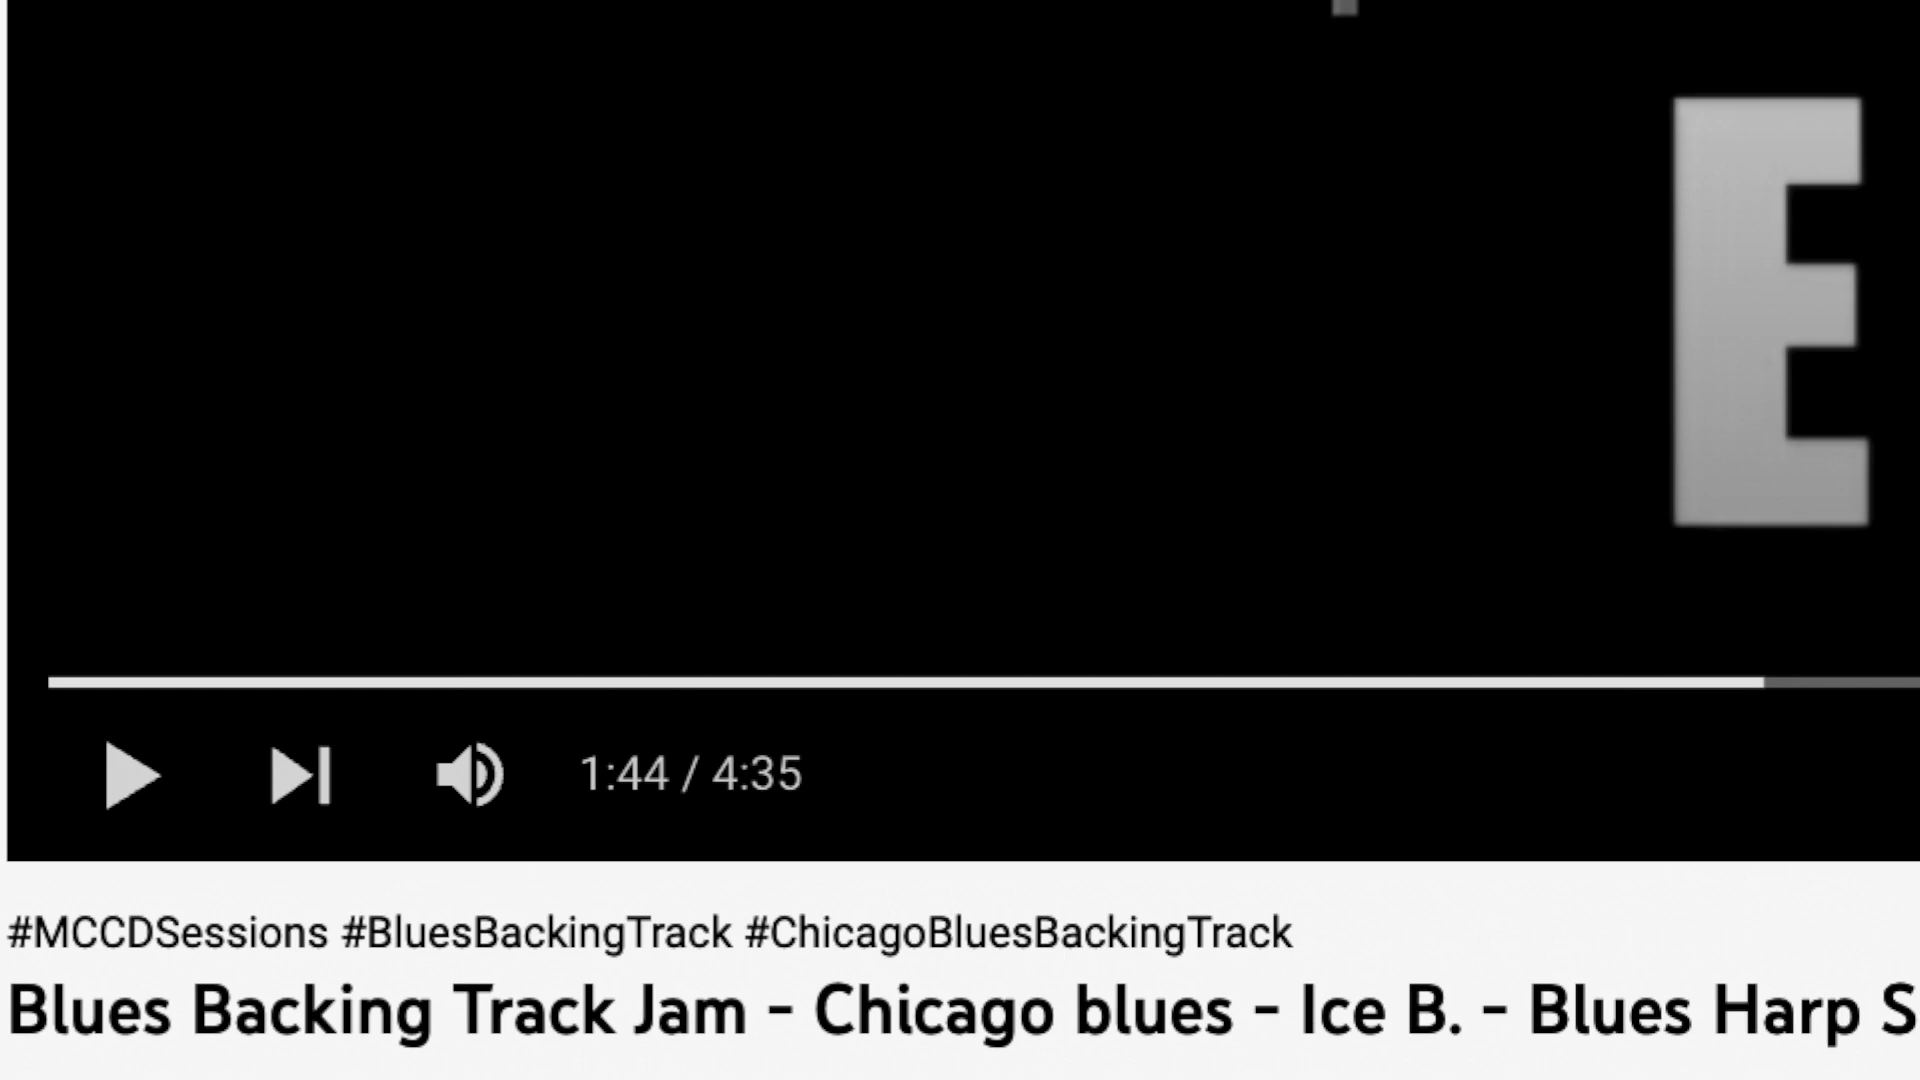 E
1:44 / 4:35
#MCCDSessions #BluesBackingTrack #ChicagoBluesBackingTrack
Blues Backing Track Jam - Chicago blues - Ice B. - Blues Harp S